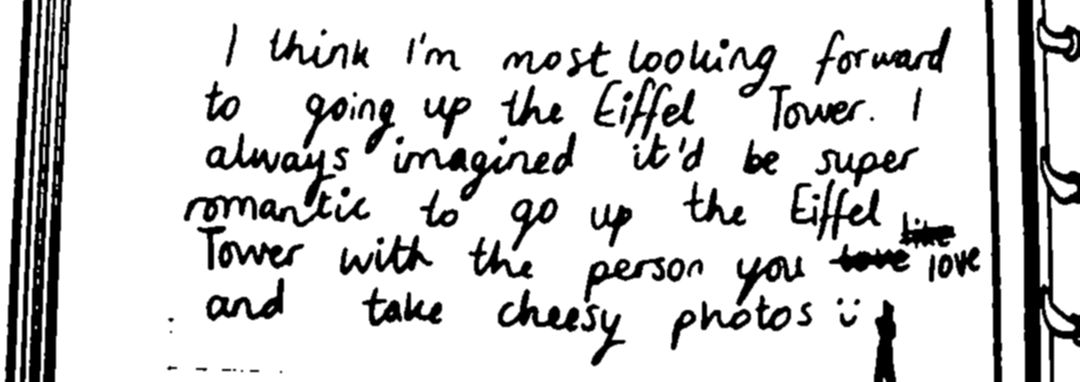 I think I'm most looking forward
to going up the Eiffel Tower. I
always imagined it'd be super
romantic to go up the Eiffel
Tower with the person you love like love
and take cheesy photos :)